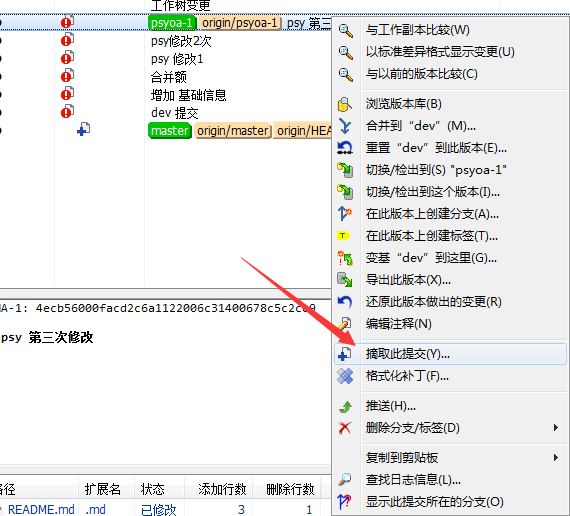 工作树变更
psyoa-1 origin/psyoa-1 psy 第三
psy修改2次
psy 修改1
合并额
增加 基础信息
dev 提交
master origin/master origin/HEA
与工作副本比较(W)
以标准差异格式显示变更(U)
与以前的版本比较(C)
浏览版本库(B)
合并到“dev”(M)...
重置“dev”到此版本(E)...
切换/检出到(S) "psyoa-1"
切换/检出到这个版本(I)...
在此版本上创建分支(A)...
在此版本上创建标签(T)...
变基“dev”到这里(G)...
导出此版本(X)...
还原此版本做出的变更(R)
编辑注释(N)
摘取此提交(Y)...
格式化补丁(F)...
推送(H)...
删除分支/标签(D)
复制到剪贴板
查找日志信息(L)...
显示此提交所在的分支(O)
HA-1: 4ecb56000facd2c6a1122006c31400678c5c2ce9
psy 第三次修改
路径 扩展名 状态 添加行数 删除行数
README.md .md 已修改 3 1